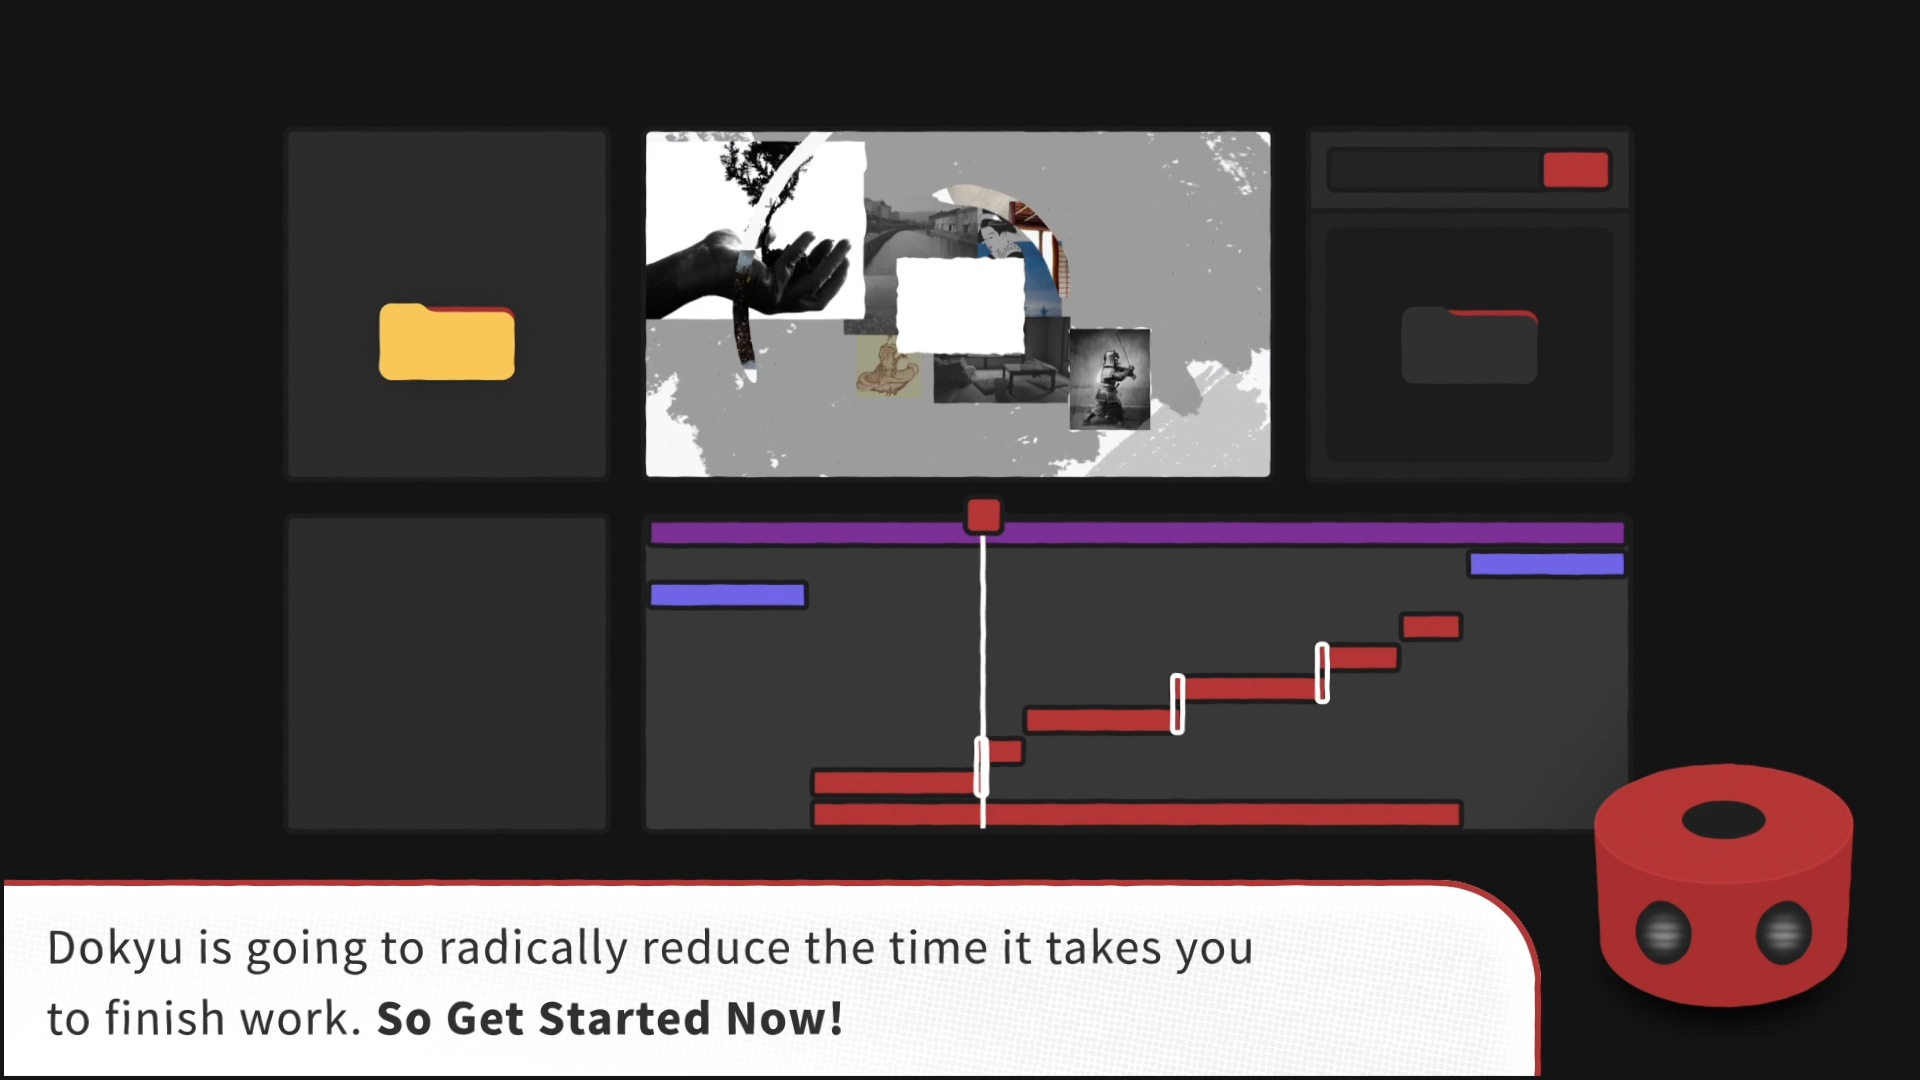 Dokyu is going to radically reduce the time it takes you
to finish work. So Get Started Now!